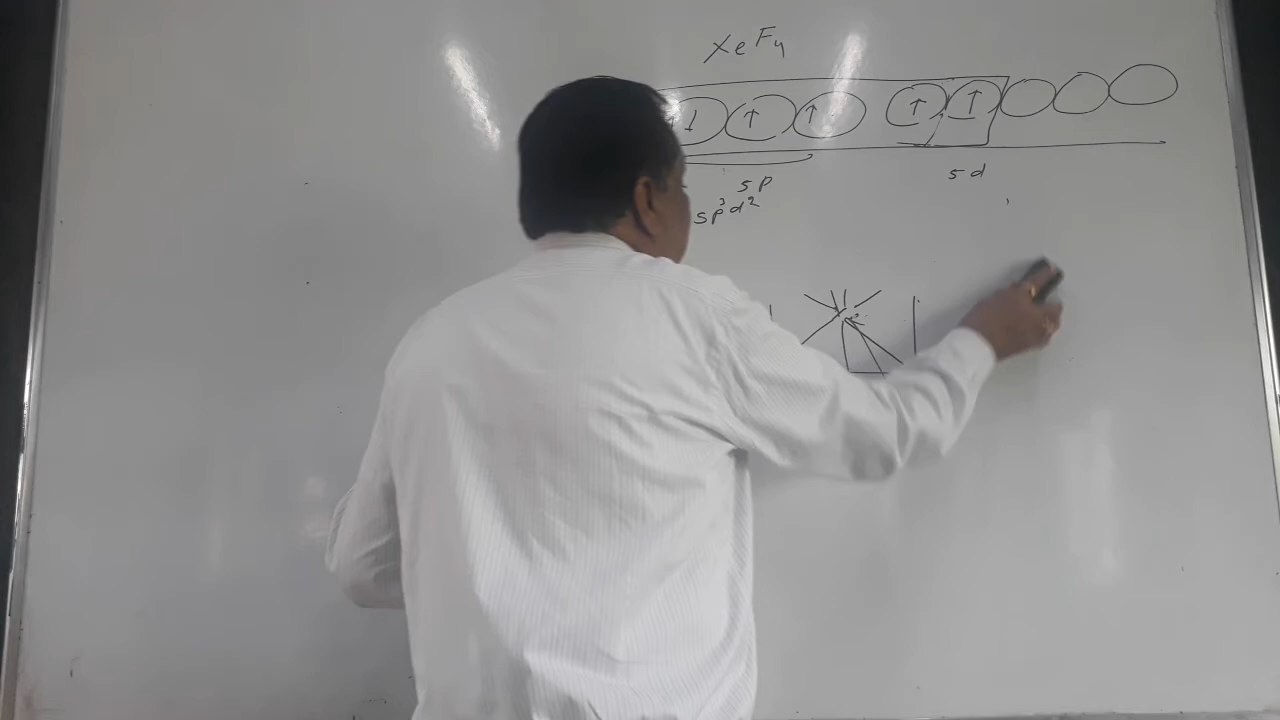 XeF4
↓ ↑ ↑ ↑ ↑
5p 5d
sp3d2